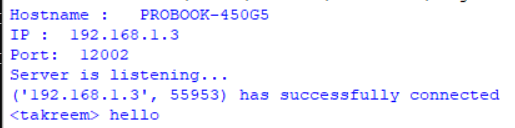 Hostname :   PROBOOK-450G5
IP :  192.168.1.3
Port:  12002
Server is listening...
('192.168.1.3', 55953) has successfully connected
<takreem> hello